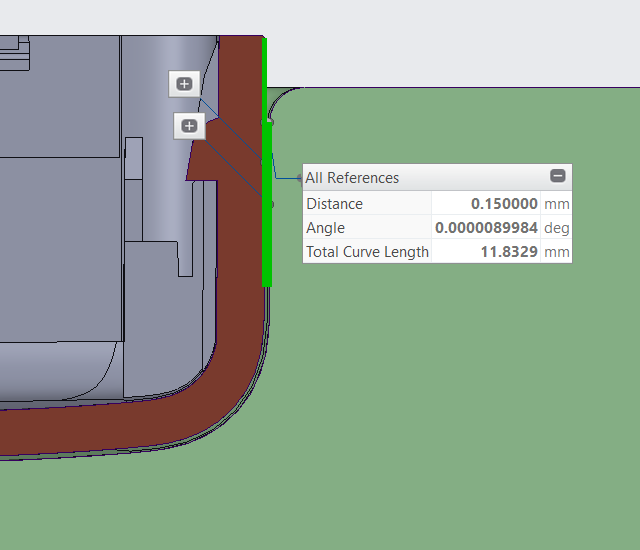 All References
Distance 0.150000 mm
Angle 0.0000089984 deg
Total Curve Length 11.8329 mm